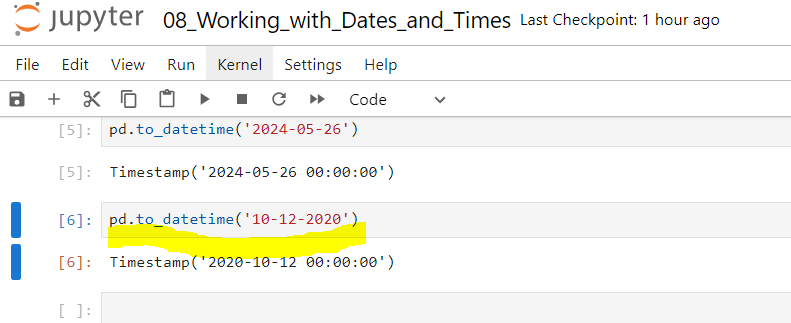 jupyter 08_Working_with_Dates_and_Times Last Checkpoint: 1 hour ago
File Edit View Run Kernel Settings Help
Code
[5]: pd.to_datetime('2024-05-26')
[5]: Timestamp('2024-05-26 00:00:00')
[6]: pd.to_datetime('10-12-2020')
[6]: Timestamp('2020-10-12 00:00:00')
[ ]: